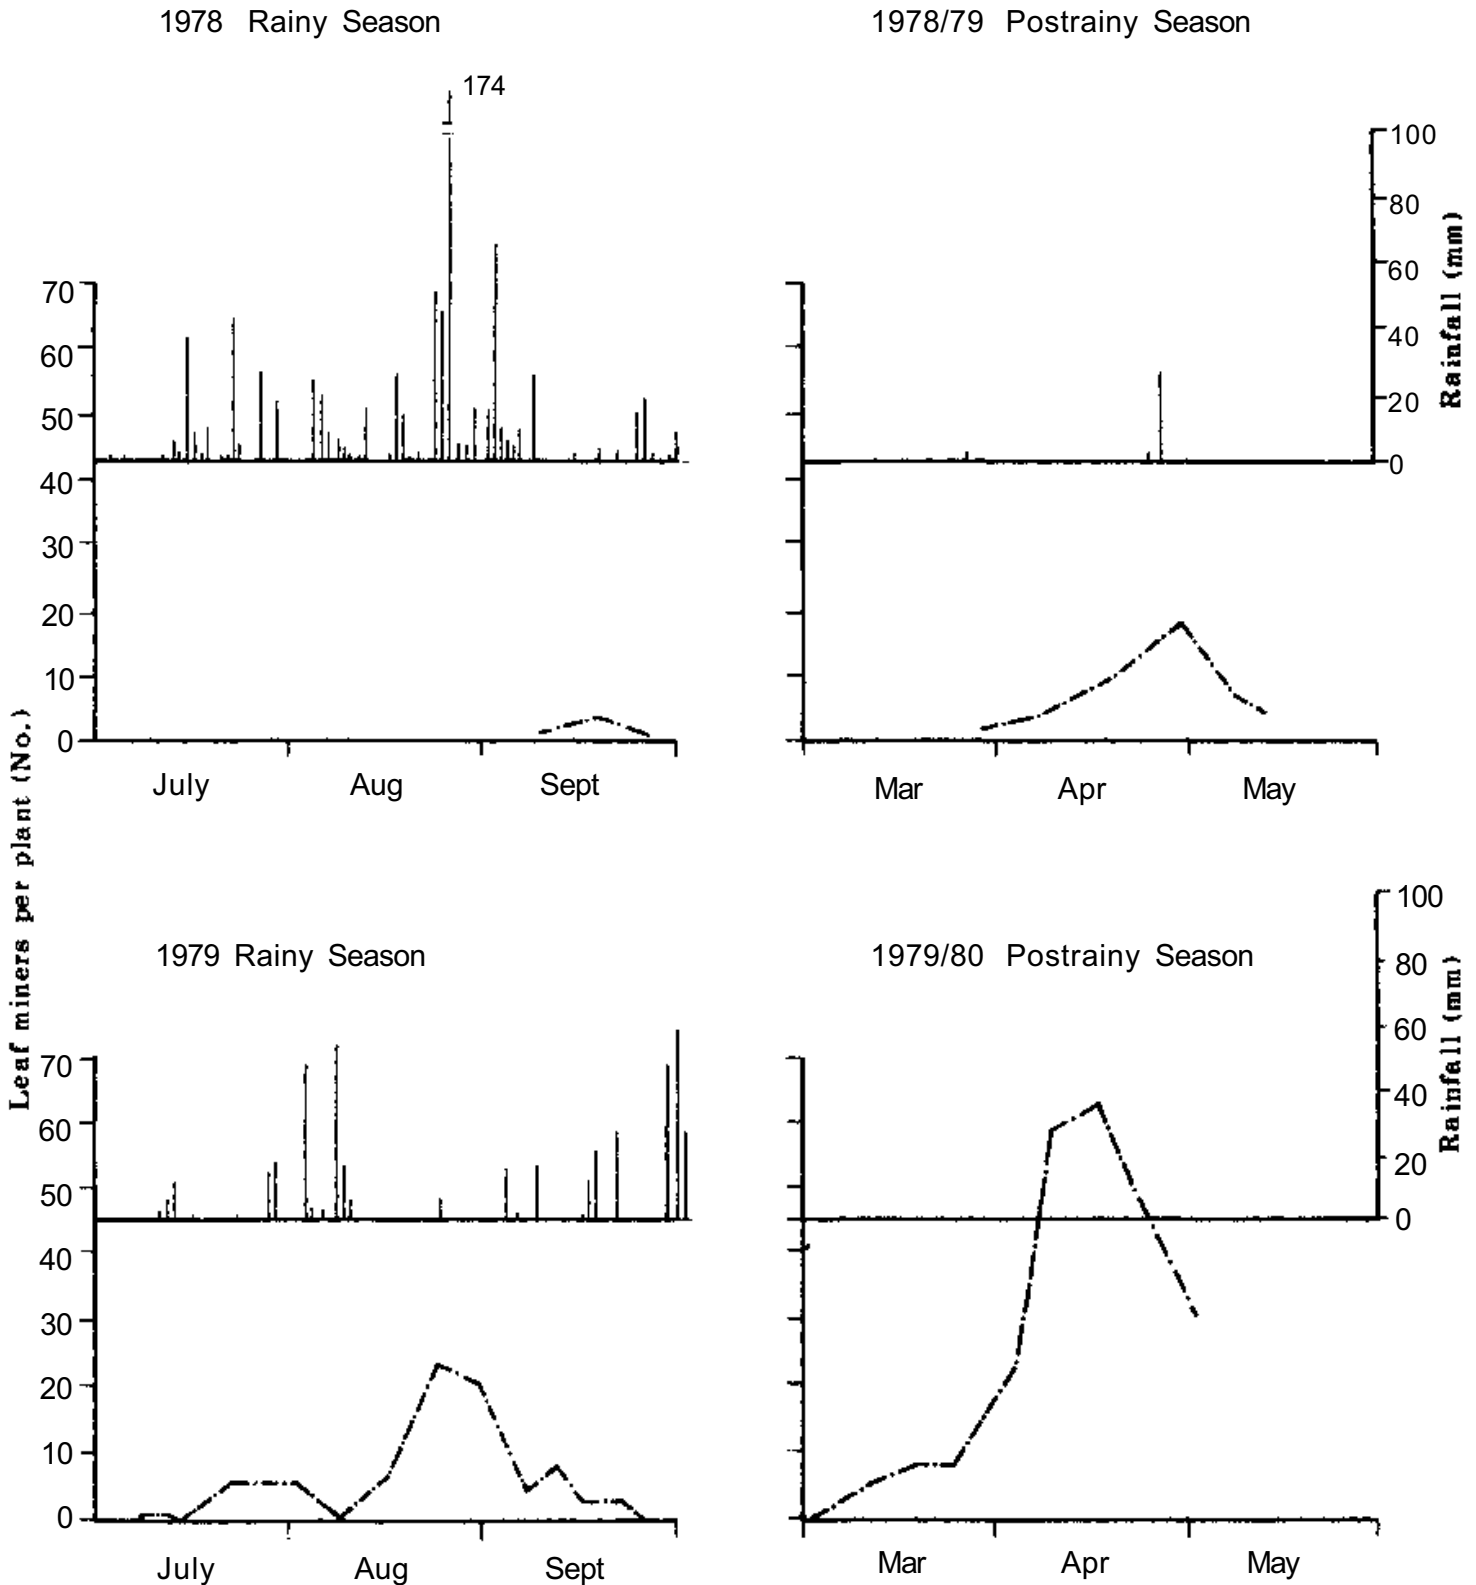 1978 Rainy Season
1978/79 Postrainy Season
174
100
80
60
40
20
0
Rainfall (mm)
70
60
50
40
30
20
10
0
July Aug Sept
Mar Apr May
Leaf miners per plant (No.)
1979 Rainy Season
1979/80 Postrainy Season
100
80
60
40
20
0
Rainfall (mm)
70
60
50
40
30
20
10
0
July Aug Sept
Mar Apr May